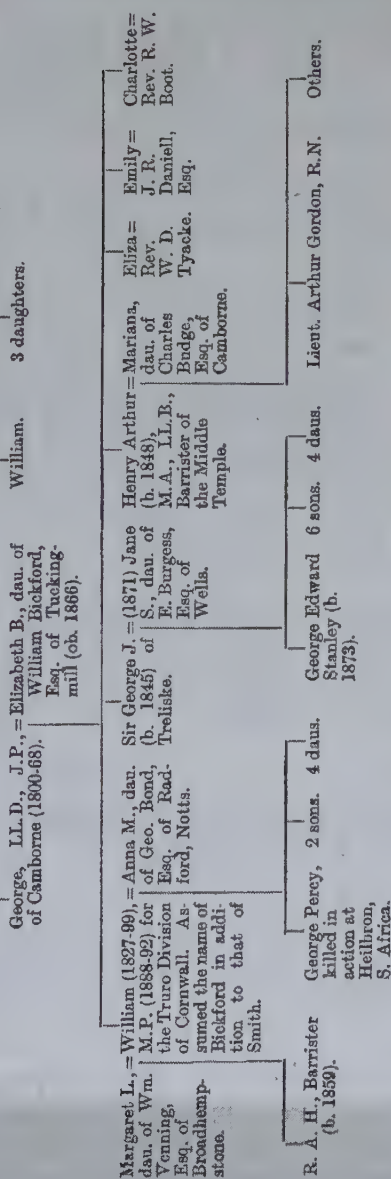 George, LL.D., J.P., = Elizabeth B., dau. of
of Camborne (1800-68).
William Bickford,
Esq. of Tucking-
mill (ob. 1866).
William.
3 daughters.
Margaret L., =
dau. of Wm.
Venning,
Esq. of
Broadhemp-
stone.
William (1827-99), =
M.P. (1888-92) for
the Truro Division
of Cornwall. As-
sumed the name of
Bickford in addi-
tion to that of
Smith.
Anna M., dau.
of Geo. Bond,
Esq. of Rad-
ford, Notts.
Sir George J. =
(b. 1845) of
Treliske.
(1871) Jane
S., dau. of
E. Burgess,
Esq. of
Wells.
Henry Arthur =
(b. 1848),
M.A., LL.B.,
Barrister of
the Middle
Temple.
Mariana,
dau. of
Charles
Budge,
Esq. of
Camborne.
Eliza =
Rev.
W. D.
Tyacke.
Emily =
J. R.
Daniell,
Esq.
Charlotte =
Rev. R. W.
Boot.
R. A. H., Barrister
(b. 1859).
George Percy,
killed in
action at
Heilbron,
S. Africa.
2 sons.
4 daus.
George Edward
Stanley (b.
1873).
6 sons.
4 daus.
Lieut. Arthur Gordon, R.N.
Others.